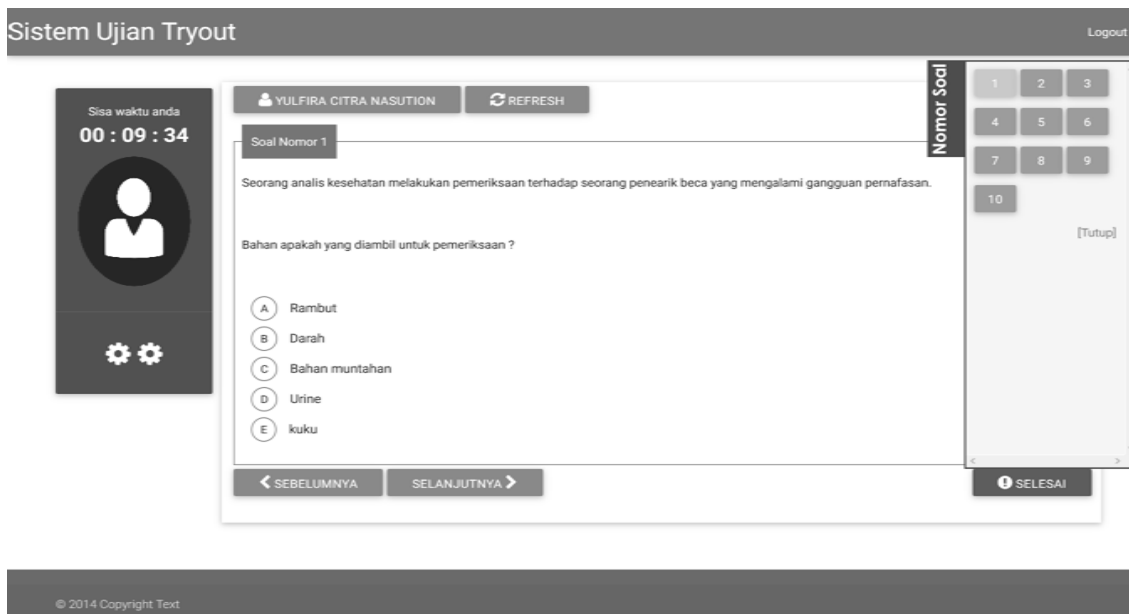 Sistem Ujian Tryout
Logout
Sisa waktu anda
00 : 09 : 34
YULFIRA CITRA NASUTION
REFRESH
Soal Nomor 1
Seorang analis kesehatan melakukan pemeriksaan terhadap seorang penearik beca yang mengalami gangguan pernafasan.
Bahan apakah yang diambil untuk pemeriksaan ?
A Rambut
B Darah
C Bahan muntahan
D Urine
E kuku
SEBELUMNYA
SELANJUTNYA
SELESAI
Nomor Soal
1 2 3
4 5 6
7 8 9
10
[Tutup]
© 2014 Copyright Text